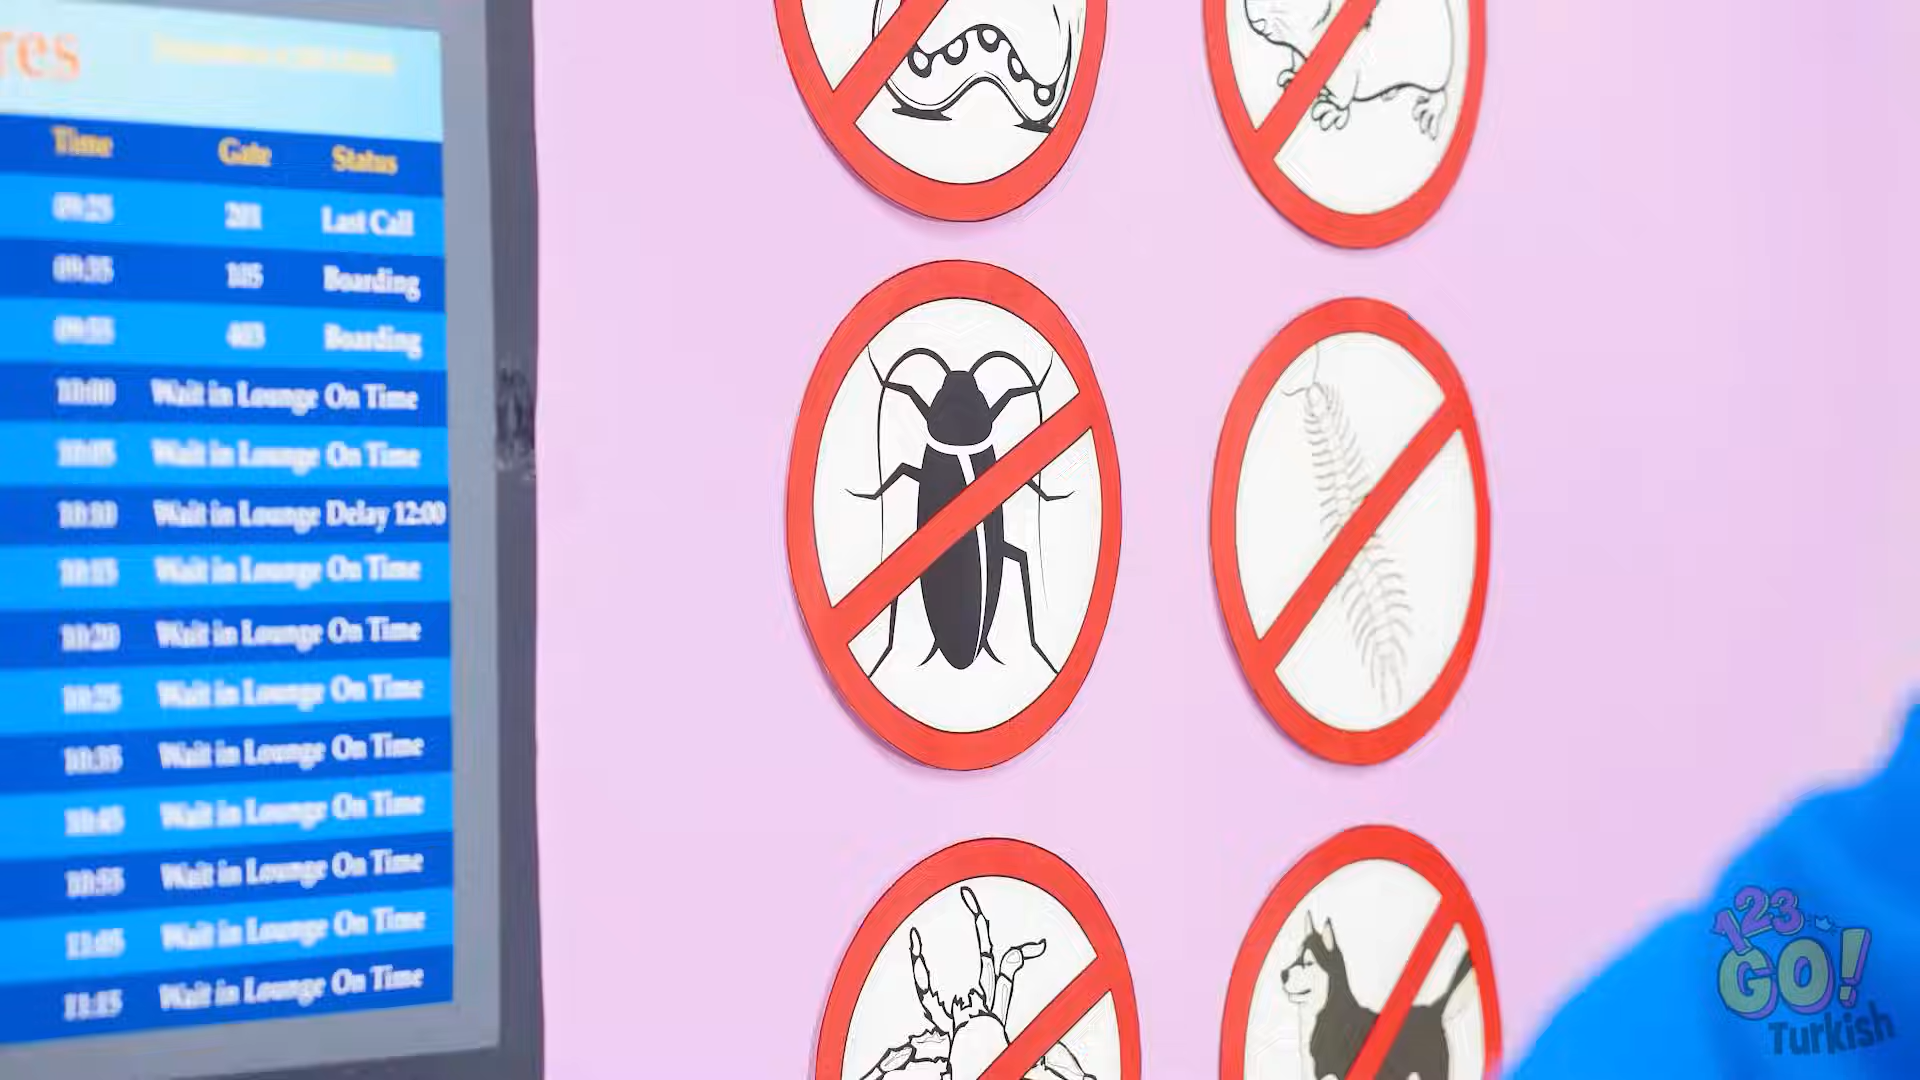 res
Time Gate Status
09:25 201 Last Call
09:35 105 Boarding
09:55 403 Boarding
10:00 Wait in Lounge On Time
10:05 Wait in Lounge On Time
10:10 Wait in Lounge Delay 12:00
10:15 Wait in Lounge On Time
10:20 Wait in Lounge On Time
10:25 Wait in Lounge On Time
10:35 Wait in Lounge On Time
10:45 Wait in Lounge On Time
10:55 Wait in Lounge On Time
11:05 Wait in Lounge On Time
11:15 Wait in Lounge On Time
123
GO!
Turkish